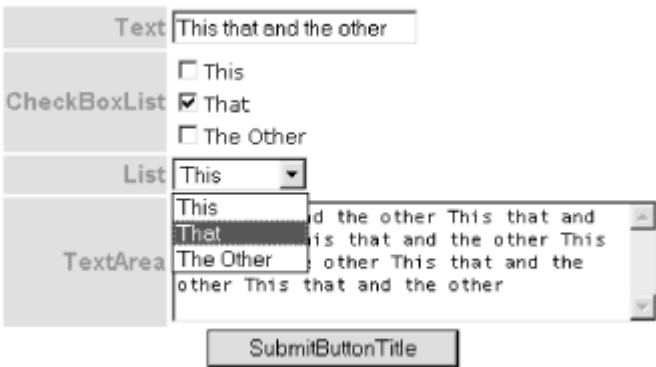 Text This that and the other
This
CheckBoxList That
The Other
List This
This
That
The Other
TextArea
d the other This that and
is that and the other This
other This that and the
other This that and the other
SubmitButtonTitle